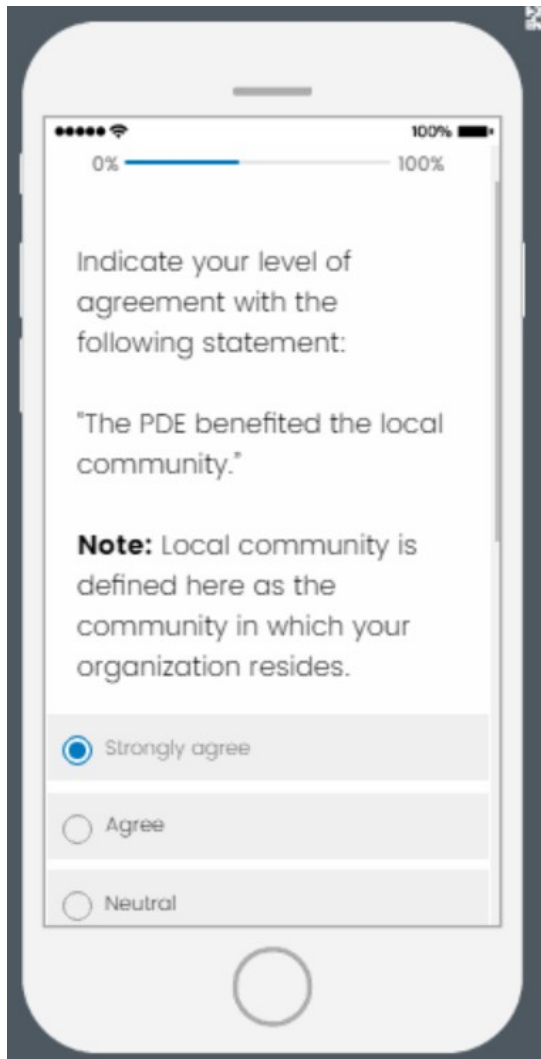 100%
0% 100%
Indicate your level of
agreement with the
following statement:
"The PDE benefited the local
community."
Note: Local community is
defined here as the
community in which your
organization resides.
Strongly agree
Agree
Neutral